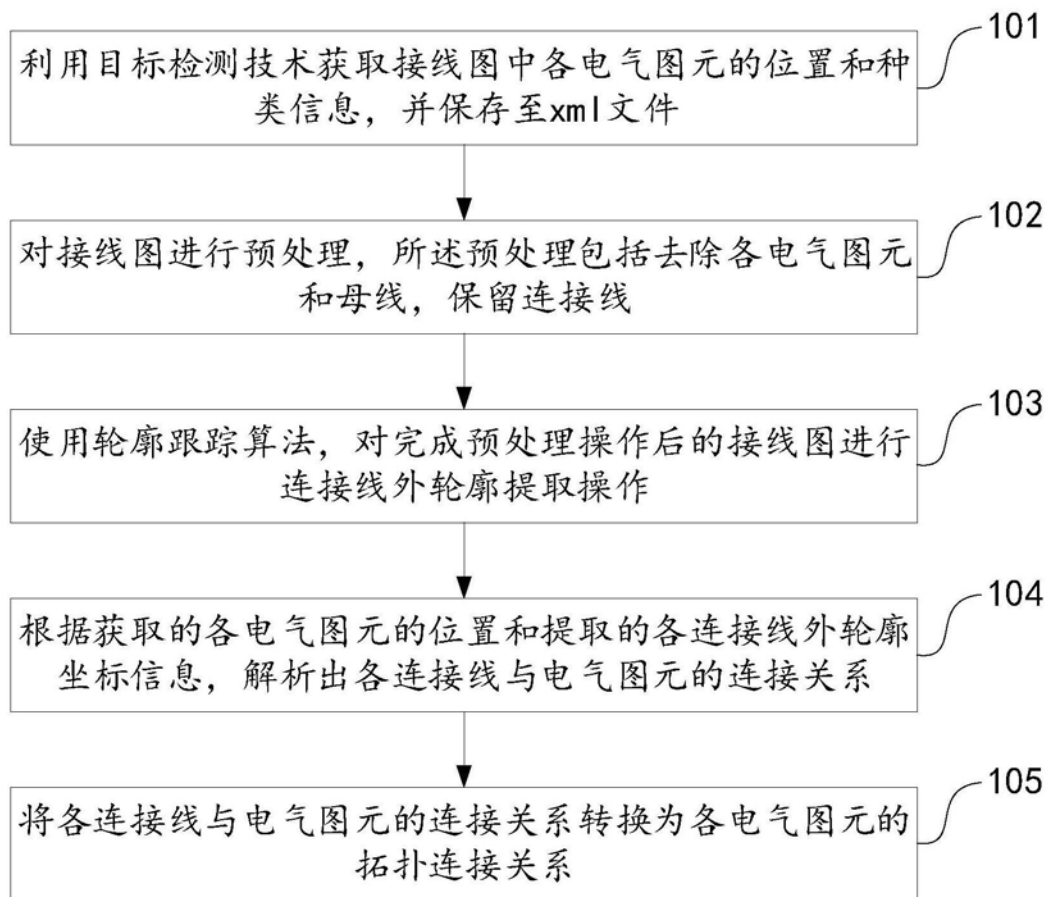 101
利用目标检测技术获取接线图中各电气图元的位置和种
类信息，并保存至xml文件
102
对接线图进行预处理，所述预处理包括去除各电气图元
和母线，保留连接线
103
使用轮廓跟踪算法，对完成预处理操作后的接线图进行
连接线外轮廓提取操作
104
根据获取的各电气图元的位置和提取的各连接线外轮廓
坐标信息，解析出各连接线与电气图元的连接关系
105
将各连接线与电气图元的连接关系转换为各电气图元的
拓扑连接关系